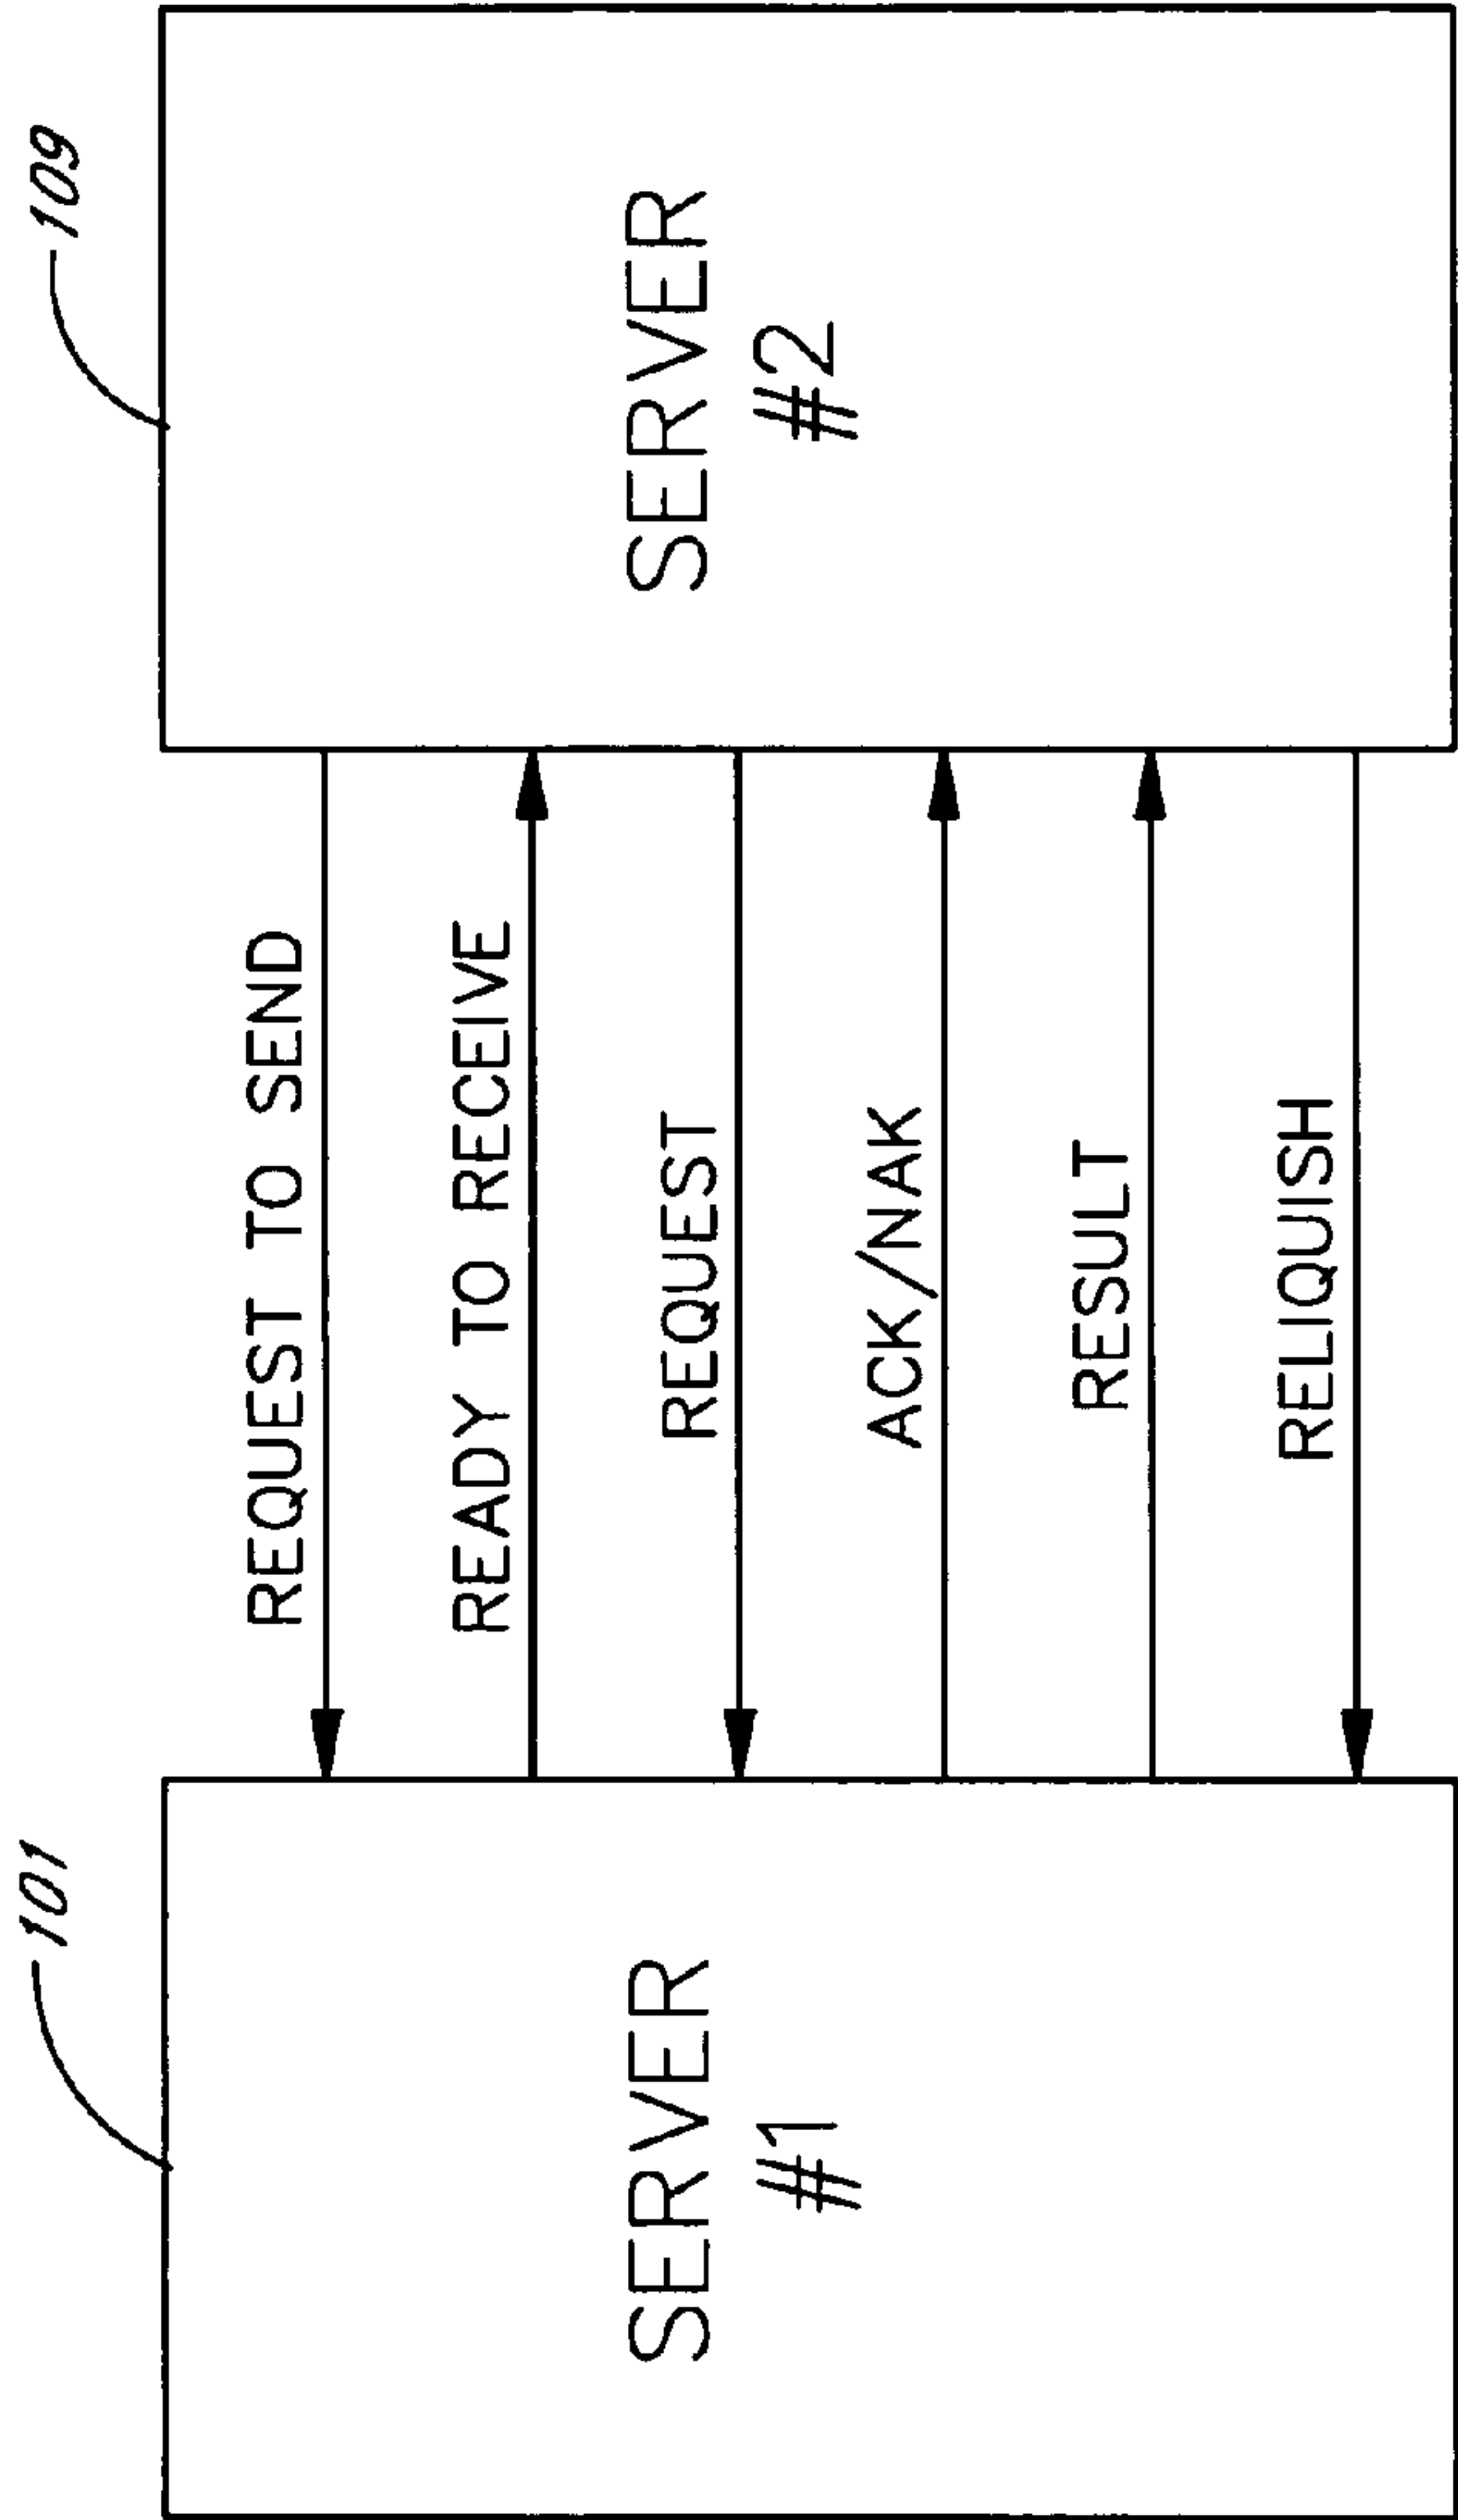 101
109
SERVER
#1
REQUEST TO SEND
READY TO RECEIVE
REQUEST
ACK/NAK
RESULT
RELIQUISH
SERVER
#2